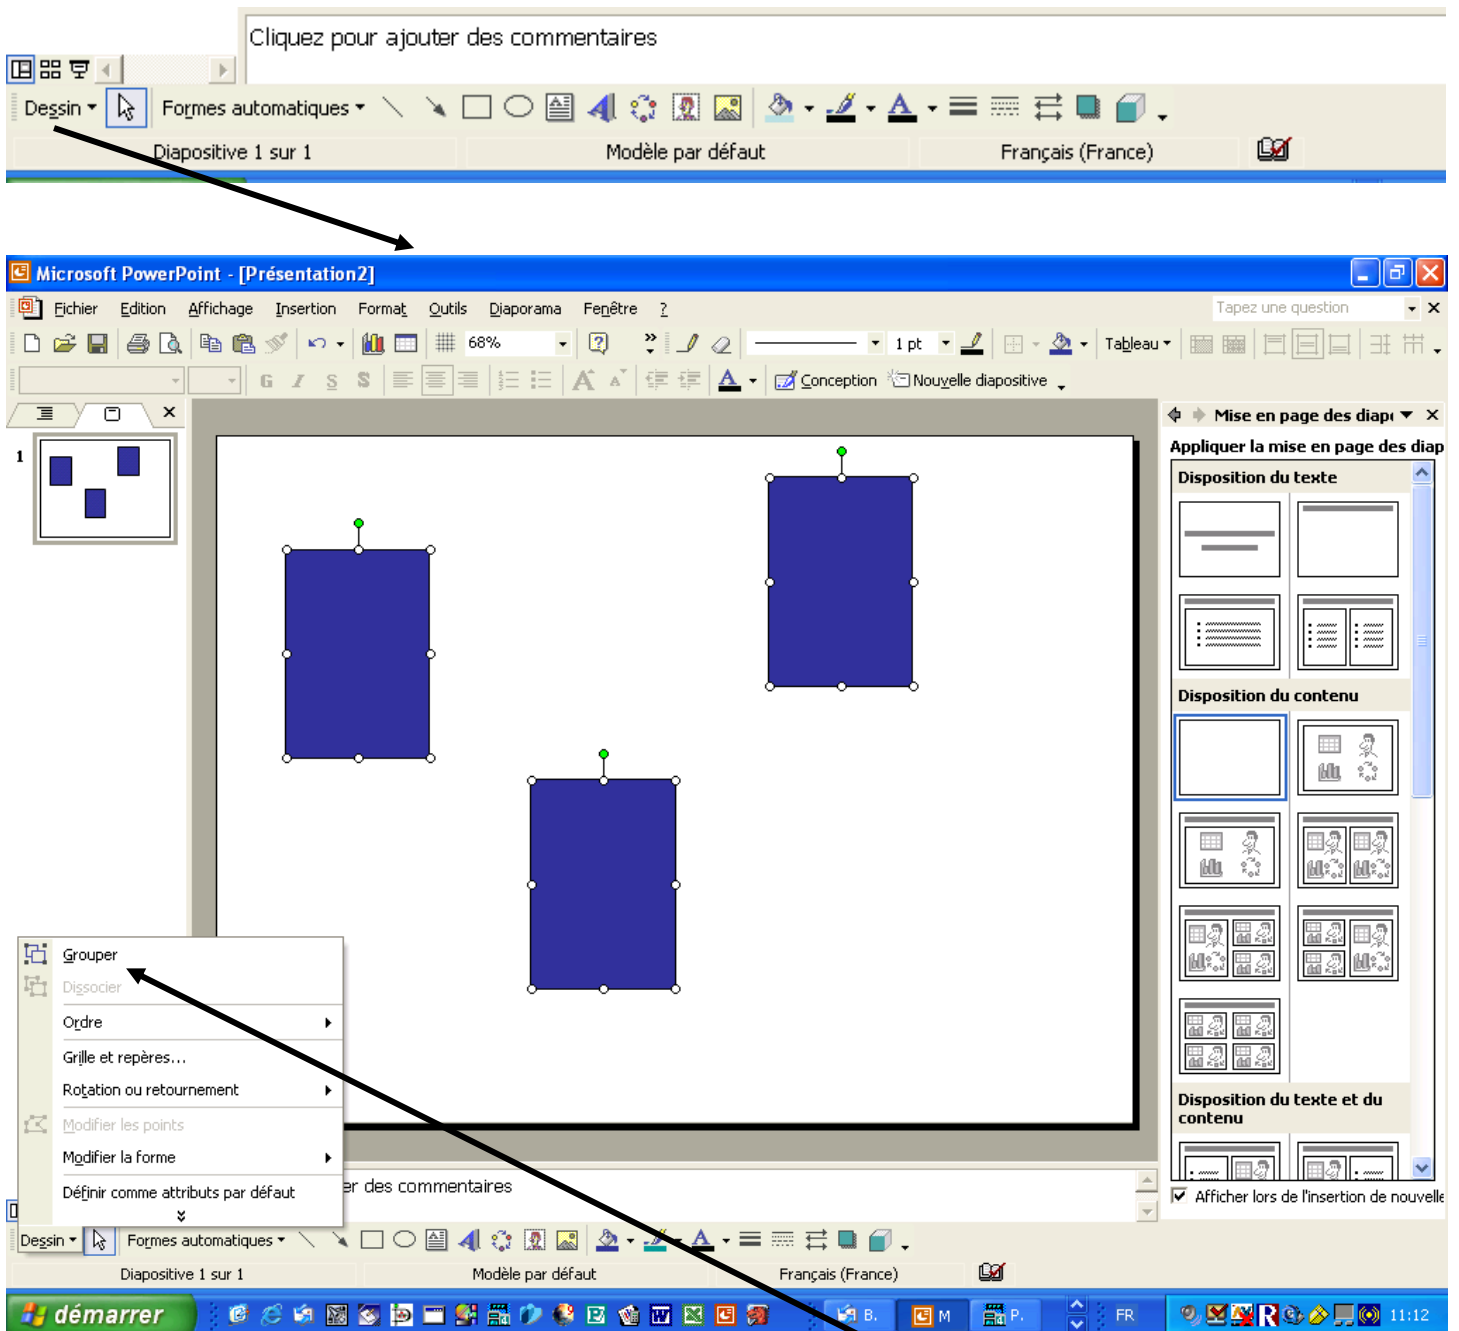 Cliquez pour ajouter des commentaires
Dessin
Formes automatiques
Diapositive 1 sur 1
Modèle par défaut
Français (France)
Microsoft PowerPoint - [Présentation2]
Fichier Edition Affichage Insertion Format Outils Diaporama Fenêtre ?
Tapez une question
68%
1 pt
Tableau
G I S S
Conception
Nouvelle diapositive
Mise en page des diap
1
Appliquer la mise en page des diap
Disposition du texte
Disposition du contenu
Disposition du texte et du
contenu
Afficher lors de l'insertion de nouvelle
Grouper
Dissocier
Ordre
Grille et repères...
Rotation ou retournement
Modifier les points
Modifier la forme
Définir comme attributs par défaut
er des commentaires
Dessin
Formes automatiques
Diapositive 1 sur 1
Modèle par défaut
Français (France)
démarrer
B.
M
P.
FR
11:12